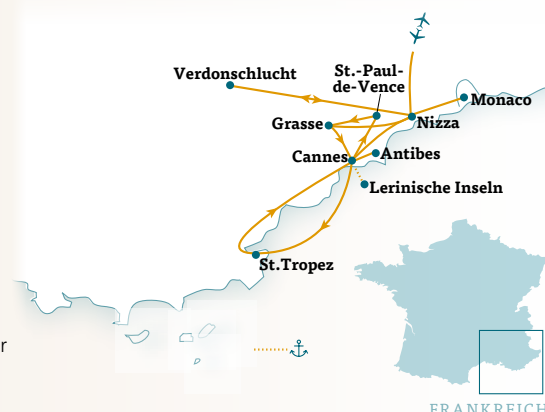 Verdonschlucht
St.-Paul-
de-Vence
Monaco
Grasse
Nizza
Cannes
Antibes
Lerinische Inseln
St.Tropez
r
FRANKREICH